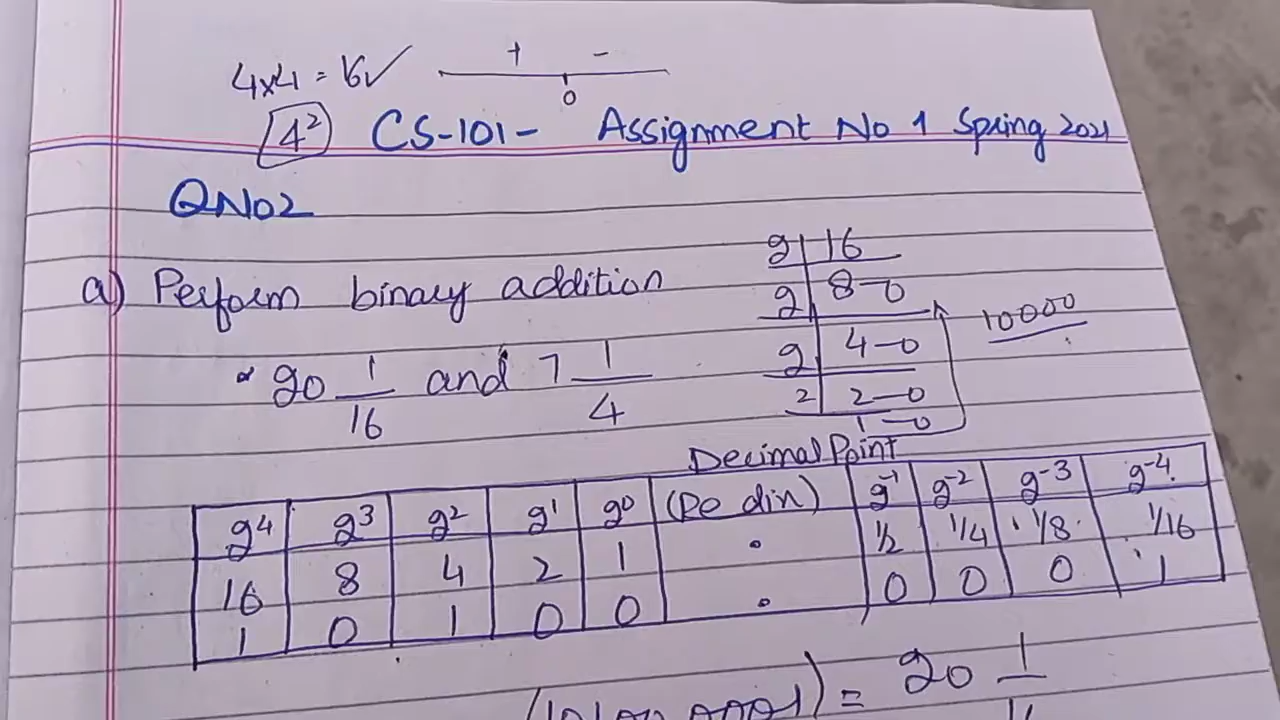 4x4 = 16✓
+ -
0
4² CS-101- Assignment No 1 Spring 2021
QNO2
a) Perform binary addition
20 1/16 and 7 1/4
2 | 16
2 | 8-0
2 | 4-0
2 | 2-0
1-0
10000
Decimal Point
2⁴ 2³ 2² 2¹ 2⁰ 2⁻¹ 2⁻² 2⁻³ 2⁻⁴
16 8 4 2 1 . 1/2 1/4 1/8 1/16
1 0 1 0 0 . 0 0 0 1
(10100.0001) = 20 1/